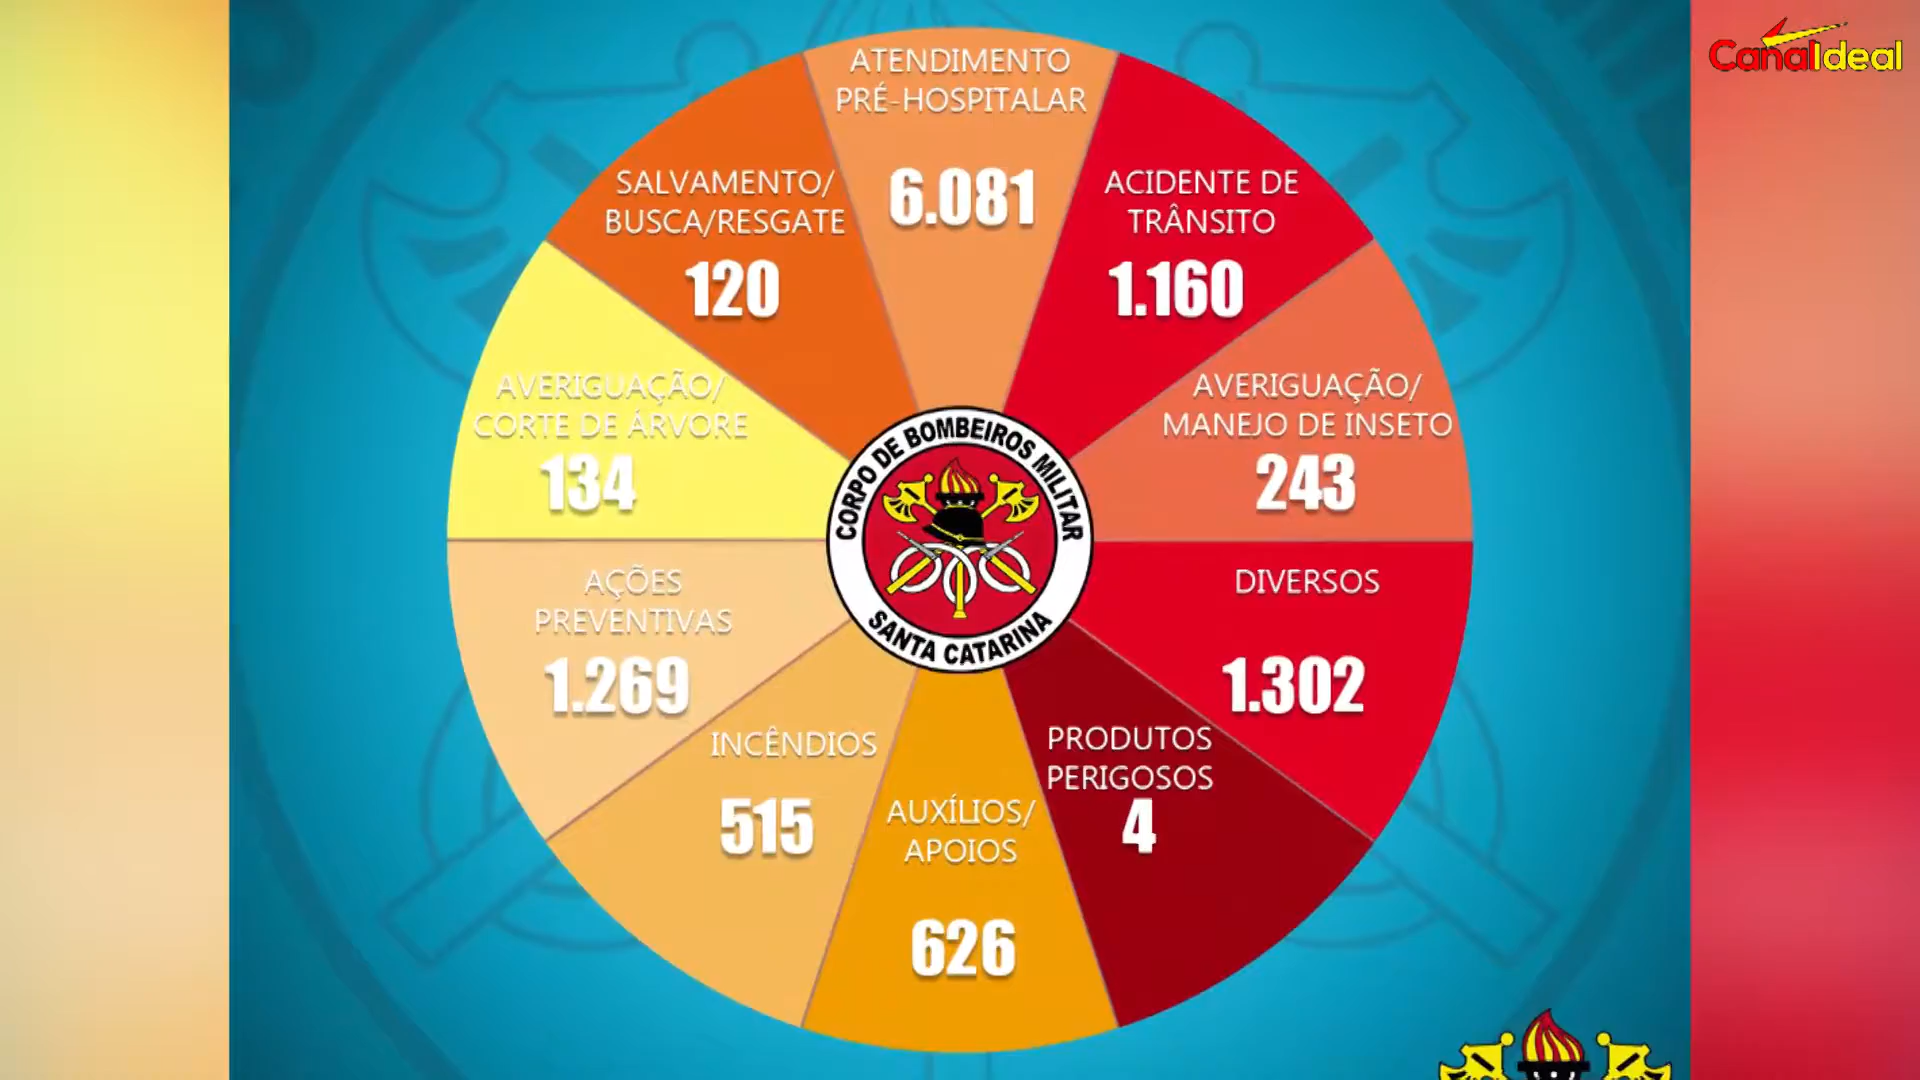 CanalIdeal
ATENDIMENTO
PRÉ-HOSPITALAR
6.081
SALVAMENTO/
BUSCA/RESGATE
120
ACIDENTE DE
TRÂNSITO
1.160
AVERIGUAÇÃO/
CORTE DE ÁRVORE
134
AVERIGUAÇÃO/
MANEJO DE INSETO
243
CORPO DE BOMBEIROS MILITAR
SANTA CATARINA
AÇÕES
PREVENTIVAS
1.269
DIVERSOS
1.302
INCÊNDIOS
515
AUXÍLIOS/
APOIOS
626
PRODUTOS
PERIGOSOS
4